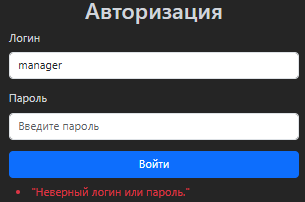 Авторизация
Логин
manager
Пароль
Введите пароль
Войти
"Неверный логин или пароль."